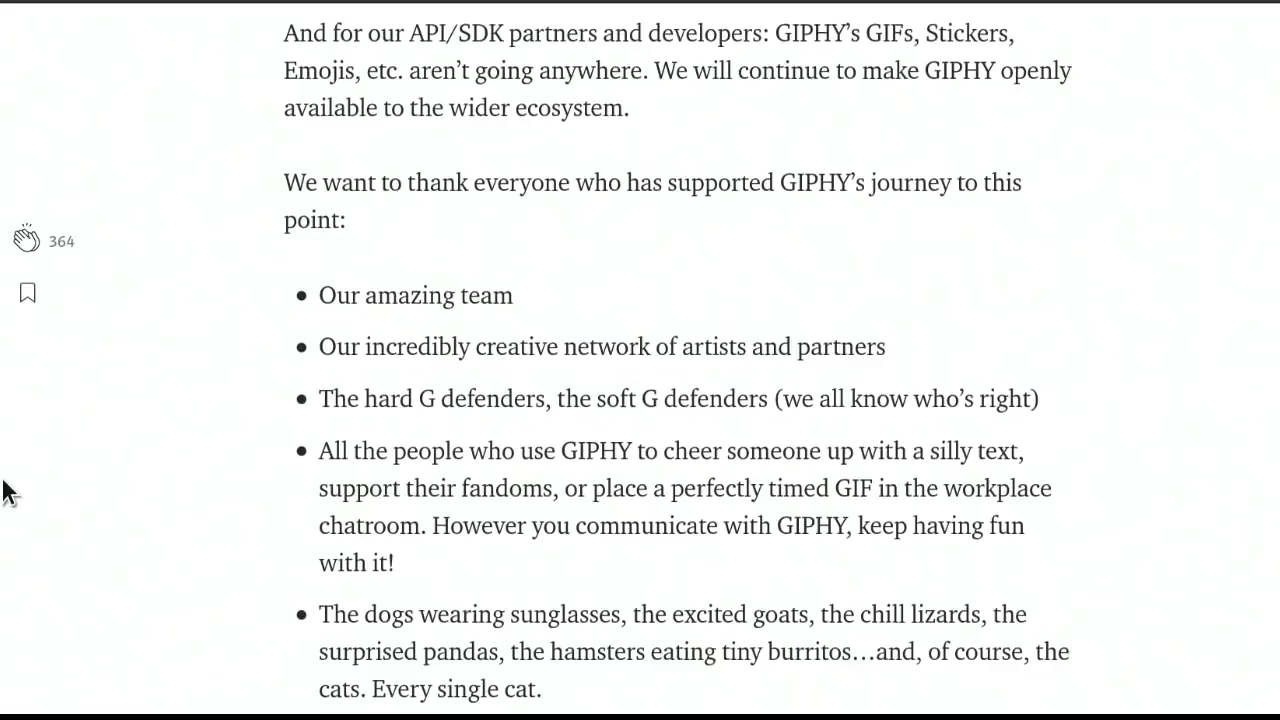 And for our API/SDK partners and developers: GIPHY’s GIFs, Stickers,
Emojis, etc. aren’t going anywhere. We will continue to make GIPHY openly
available to the wider ecosystem.
We want to thank everyone who has supported GIPHY’s journey to this
point:
364
• Our amazing team
• Our incredibly creative network of artists and partners
• The hard G defenders, the soft G defenders (we all know who’s right)
• All the people who use GIPHY to cheer someone up with a silly text,
support their fandoms, or place a perfectly timed GIF in the workplace
chatroom. However you communicate with GIPHY, keep having fun
with it!
• The dogs wearing sunglasses, the excited goats, the chill lizards, the
surprised pandas, the hamsters eating tiny burritos…and, of course, the
cats. Every single cat.